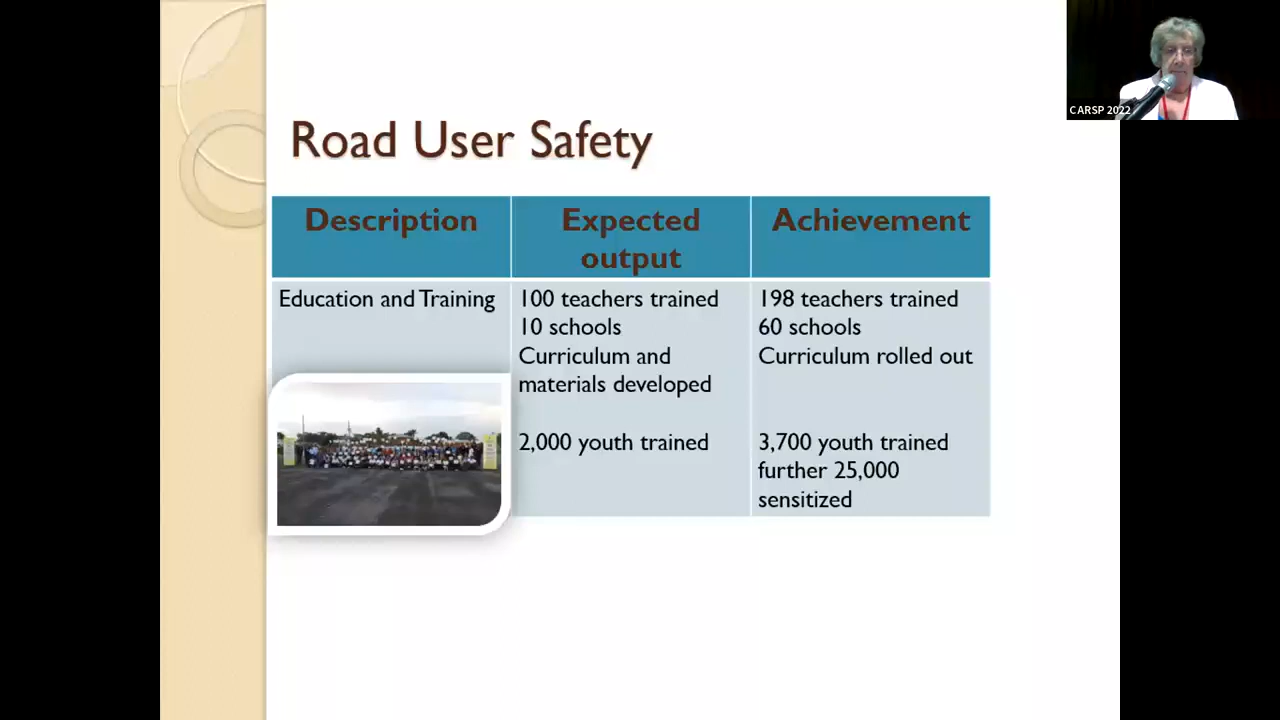 CARSP 2022
Road User Safety
Description
Expected
output
Achievement
Education and Training
100 teachers trained
10 schools
Curriculum and
materials developed
2,000 youth trained
198 teachers trained
60 schools
Curriculum rolled out
3,700 youth trained
further 25,000
sensitized